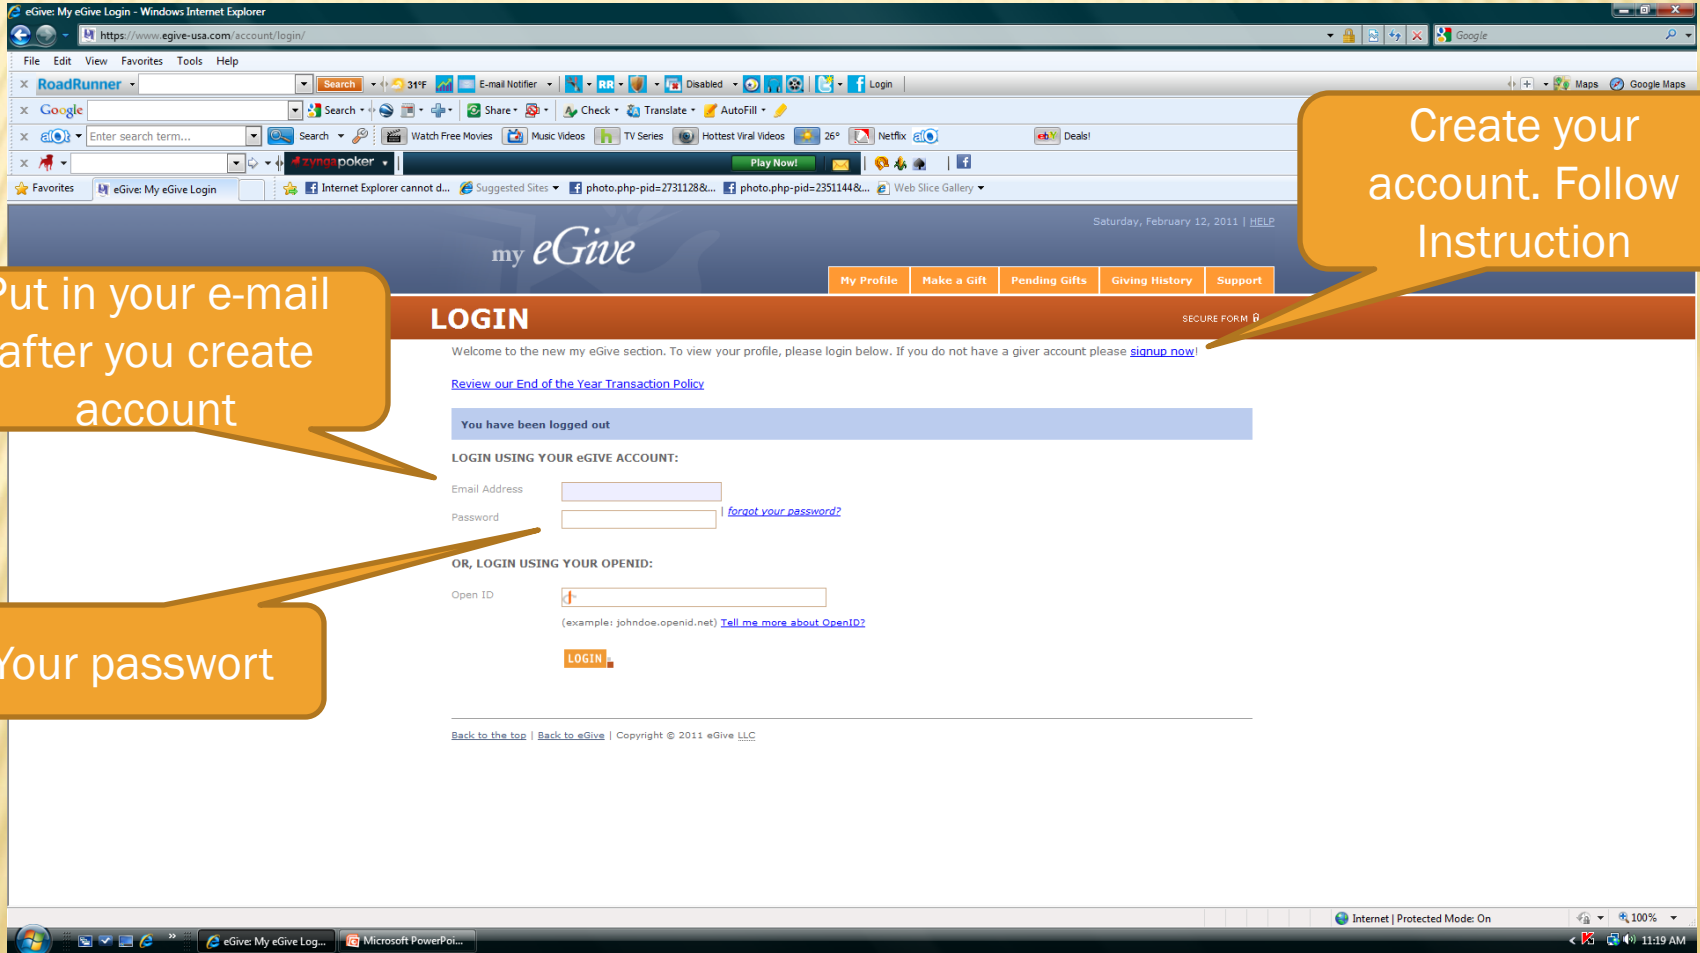 eGive: My eGive Login - Windows Internet Explorer
https://www.egive-usa.com/account/login/
Google
File Edit View Favorites Tools Help
RoadRunner Search 31°F E-mail Notifier RR Disabled Login Maps Google Maps
Google Search Share Check Translate AutoFill
Enter search term... Search Watch Free Movies Music Videos TV Series Hottest Viral Videos 26° Netflix Deals!
zynga poker Play Now!
Favorites eGive: My eGive Login Internet Explorer cannot d... Suggested Sites photo.php-pid=2731128&... photo.php-pid=2351144&... Web Slice Gallery
Create your
account. Follow
Instruction
Saturday, February 12, 2011 | HELP
my eGive
My Profile Make a Gift Pending Gifts Giving History Support
Put in your e-mail
after you create
account
LOGIN
SECURE FORM
Welcome to the new my eGive section. To view your profile, please login below. If you do not have a giver account please signup now!
Review our End of the Year Transaction Policy
You have been logged out
LOGIN USING YOUR eGIVE ACCOUNT:
Email Address
Password | forgot your password?
OR, LOGIN USING YOUR OPENID:
Open ID
(example: johndoe.openid.net) Tell me more about OpenID?
Your passwort
LOGIN
Back to the top | Back to eGive | Copyright © 2011 eGive LLC
Internet | Protected Mode: On 100%
eGive: My eGive Log... Microsoft PowerPoi... 11:19 AM